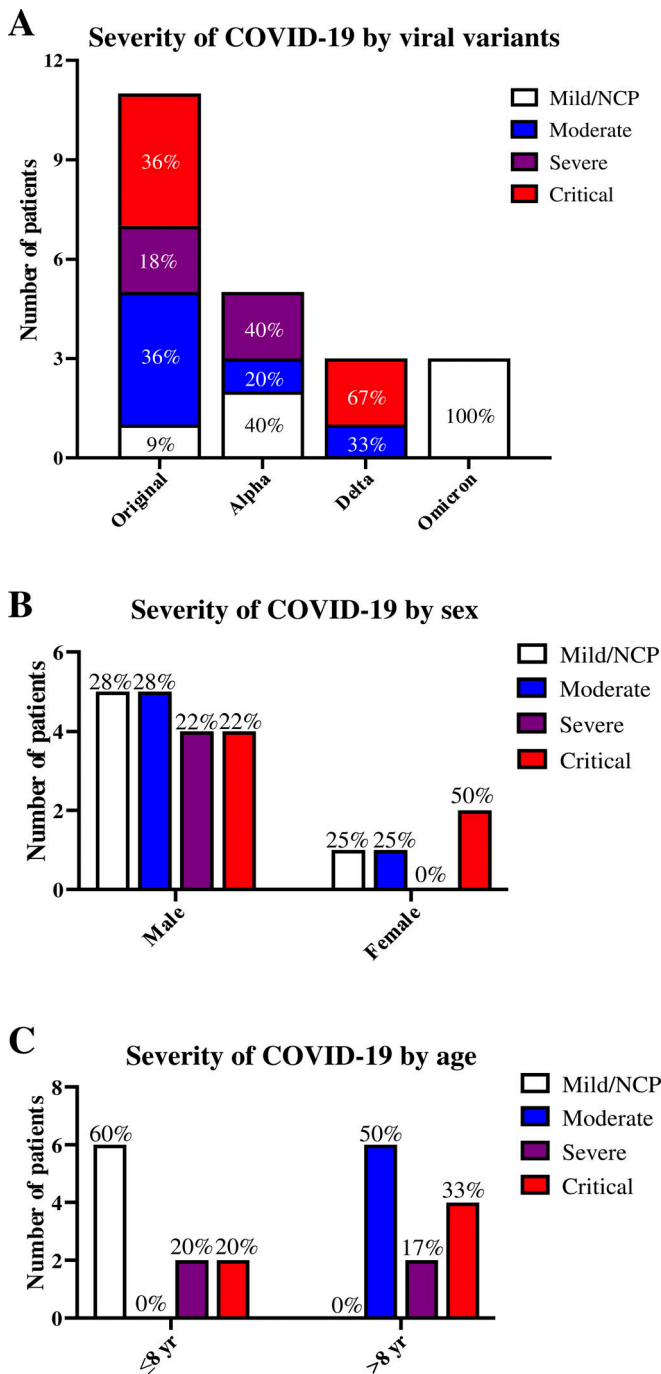 A
Severity of COVID-19 by viral variants
Number of patients
12
9
6
3
0
36%
18%
36%
9%
40%
20%
40%
67%
33%
100%
Original
Alpha
Delta
Omicron
Mild/NCP
Moderate
Severe
Critical
B
Severity of COVID-19 by sex
Number of patients
6
4
2
0
28% 28%
22% 22%
25% 25%
0%
50%
Male
Female
Mild/NCP
Moderate
Severe
Critical
C
Severity of COVID-19 by age
Number of patients
8
6
4
2
0
60%
0%
20% 20%
0%
50%
17%
33%
≤8 yr
>8 yr
Mild/NCP
Moderate
Severe
Critical